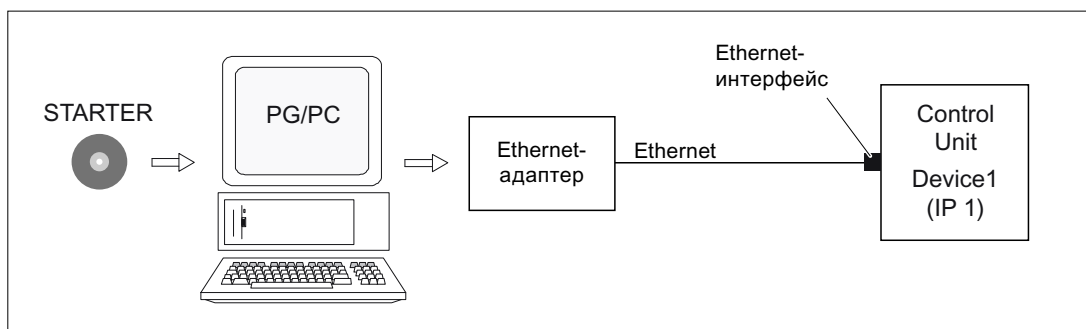 STARTER
PG/PC
Ethernet-
адаптер
Ethernet
Ethernet-
интерфейс
Control
Unit
Device1
(IP 1)